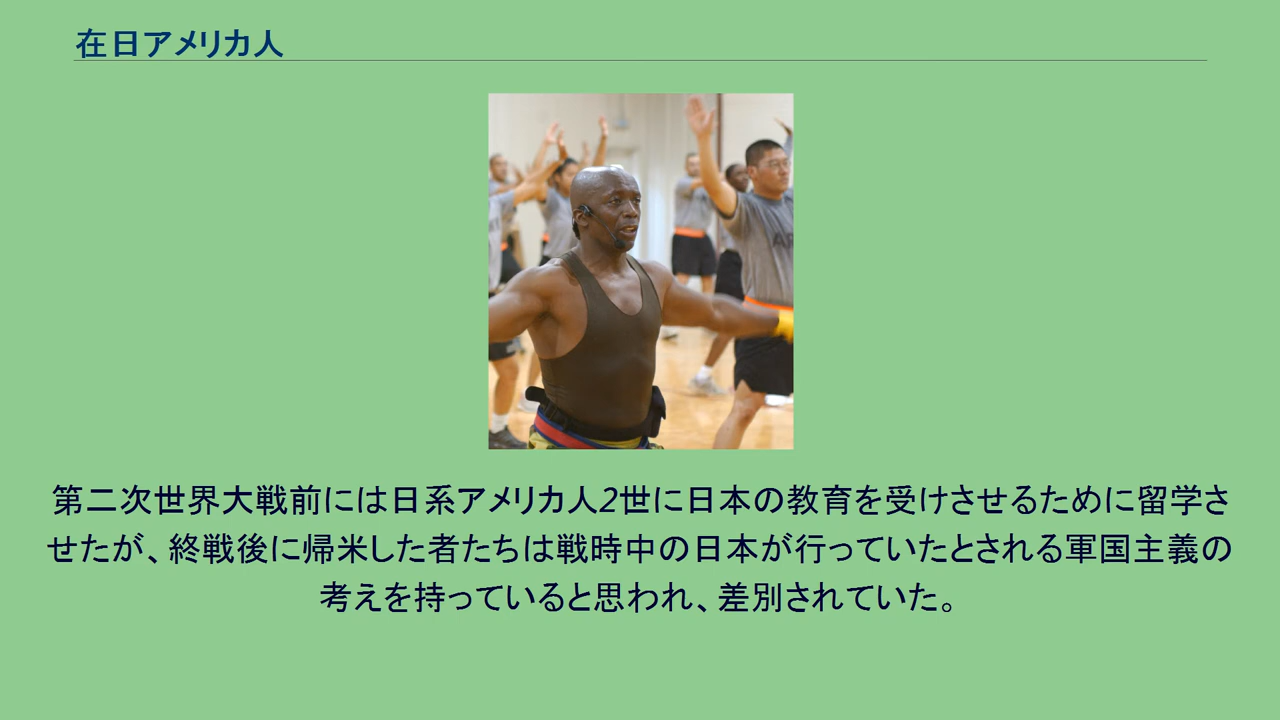 在日アメリカ人
第二次世界大戦前には日系アメリカ人2世に日本の教育を受けさせるために留学さ
せたが、終戦後に帰米した者たちは戦時中の日本が行っていたとされる軍国主義の
考えを持っていると思われ、差別されていた。